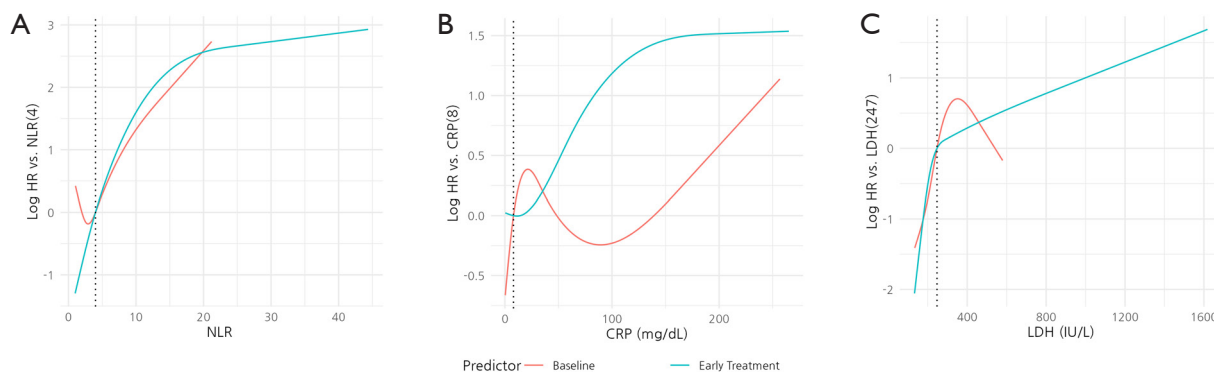 A
Log HR vs. NLR(4)
3
2
1
0
-1
0 10 20 30 40
NLR
B
Log HR vs. CRP(8)
1.5
1.0
0.5
0.0
-0.5
0 100 200
CRP (mg/dL)
C
Log HR vs. LDH(247)
1
0
-1
-2
400 800 1200 1600
LDH (IU/L)
Predictor Baseline Early Treatment